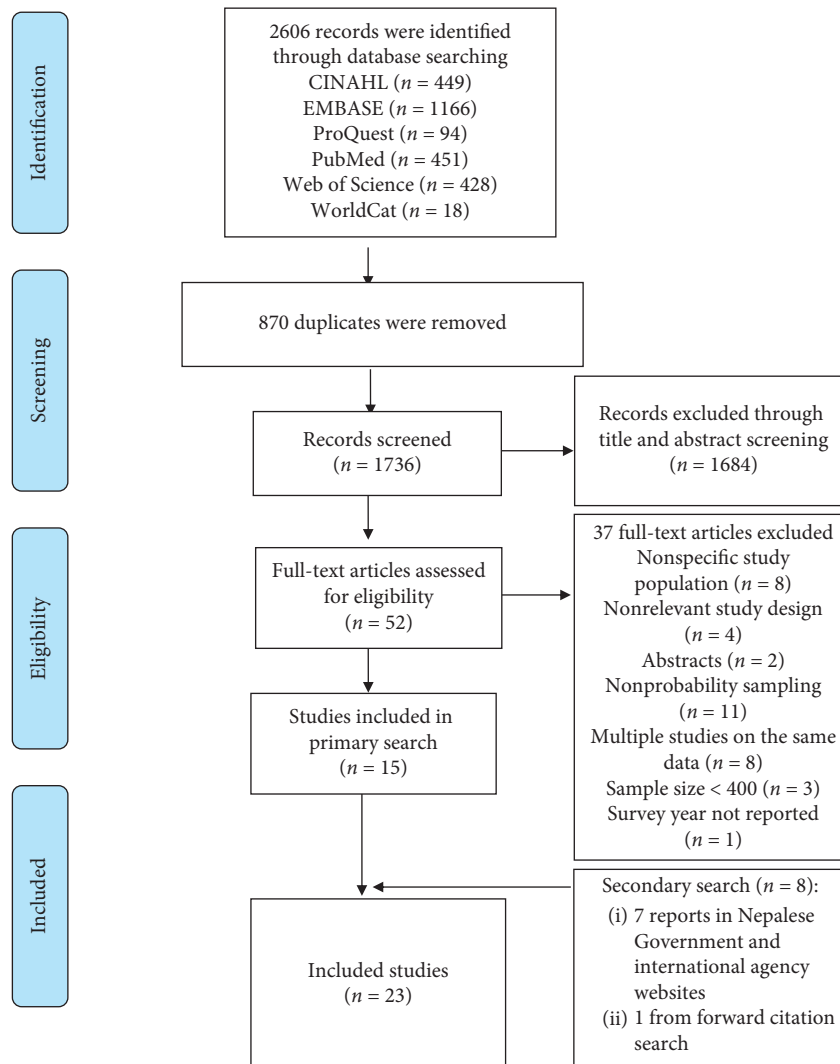 Identification
2606 records were identified
through database searching
CINAHL (n = 449)
EMBASE (n = 1166)
ProQuest (n = 94)
PubMed (n = 451)
Web of Science (n = 428)
WorldCat (n = 18)
Screening
870 duplicates were removed
Records screened
(n = 1736)
Records excluded through
title and abstract screening
(n = 1684)
Eligibility
Full-text articles assessed
for eligibility
(n = 52)
37 full-text articles excluded
Nonspecific study
population (n = 8)
Nonrelevant study design
(n = 4)
Abstracts (n = 2)
Nonprobability sampling
(n = 11)
Multiple studies on the same
data (n = 8)
Sample size < 400 (n = 3)
Survey year not reported
(n = 1)
Studies included in
primary search
(n = 15)
Included
Secondary search (n = 8):
(i) 7 reports in Nepalese
Government and
international agency
websites
(ii) 1 from forward citation
search
Included studies
(n = 23)